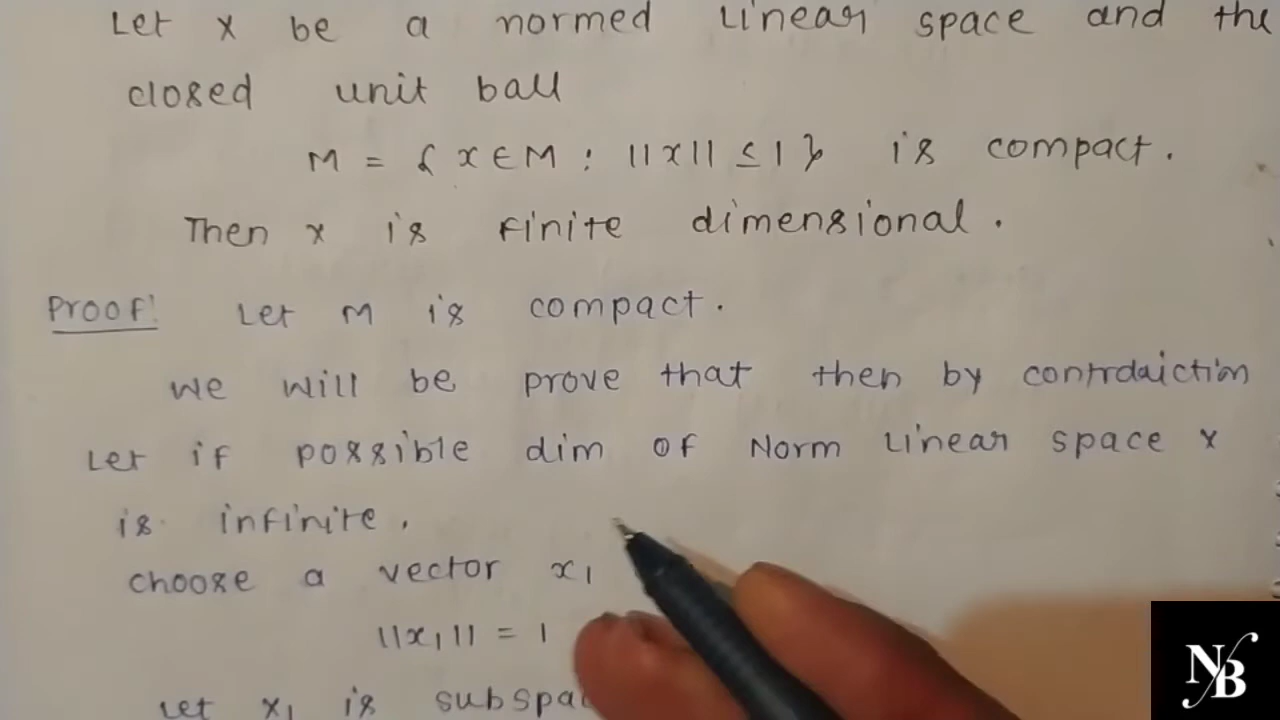 Let X be a normed Linear space and the
closed unit ball
M = { x ∈ M : ||x|| ≤ 1 } is compact.
Then X is finite dimensional.
Proof: Let M is compact.
We will be prove that then by contrdaiction
Let if possible dim of Norm Linear space X
is infinite.
choose a vector x₁
||x₁|| = 1
Let x₁ is
NB